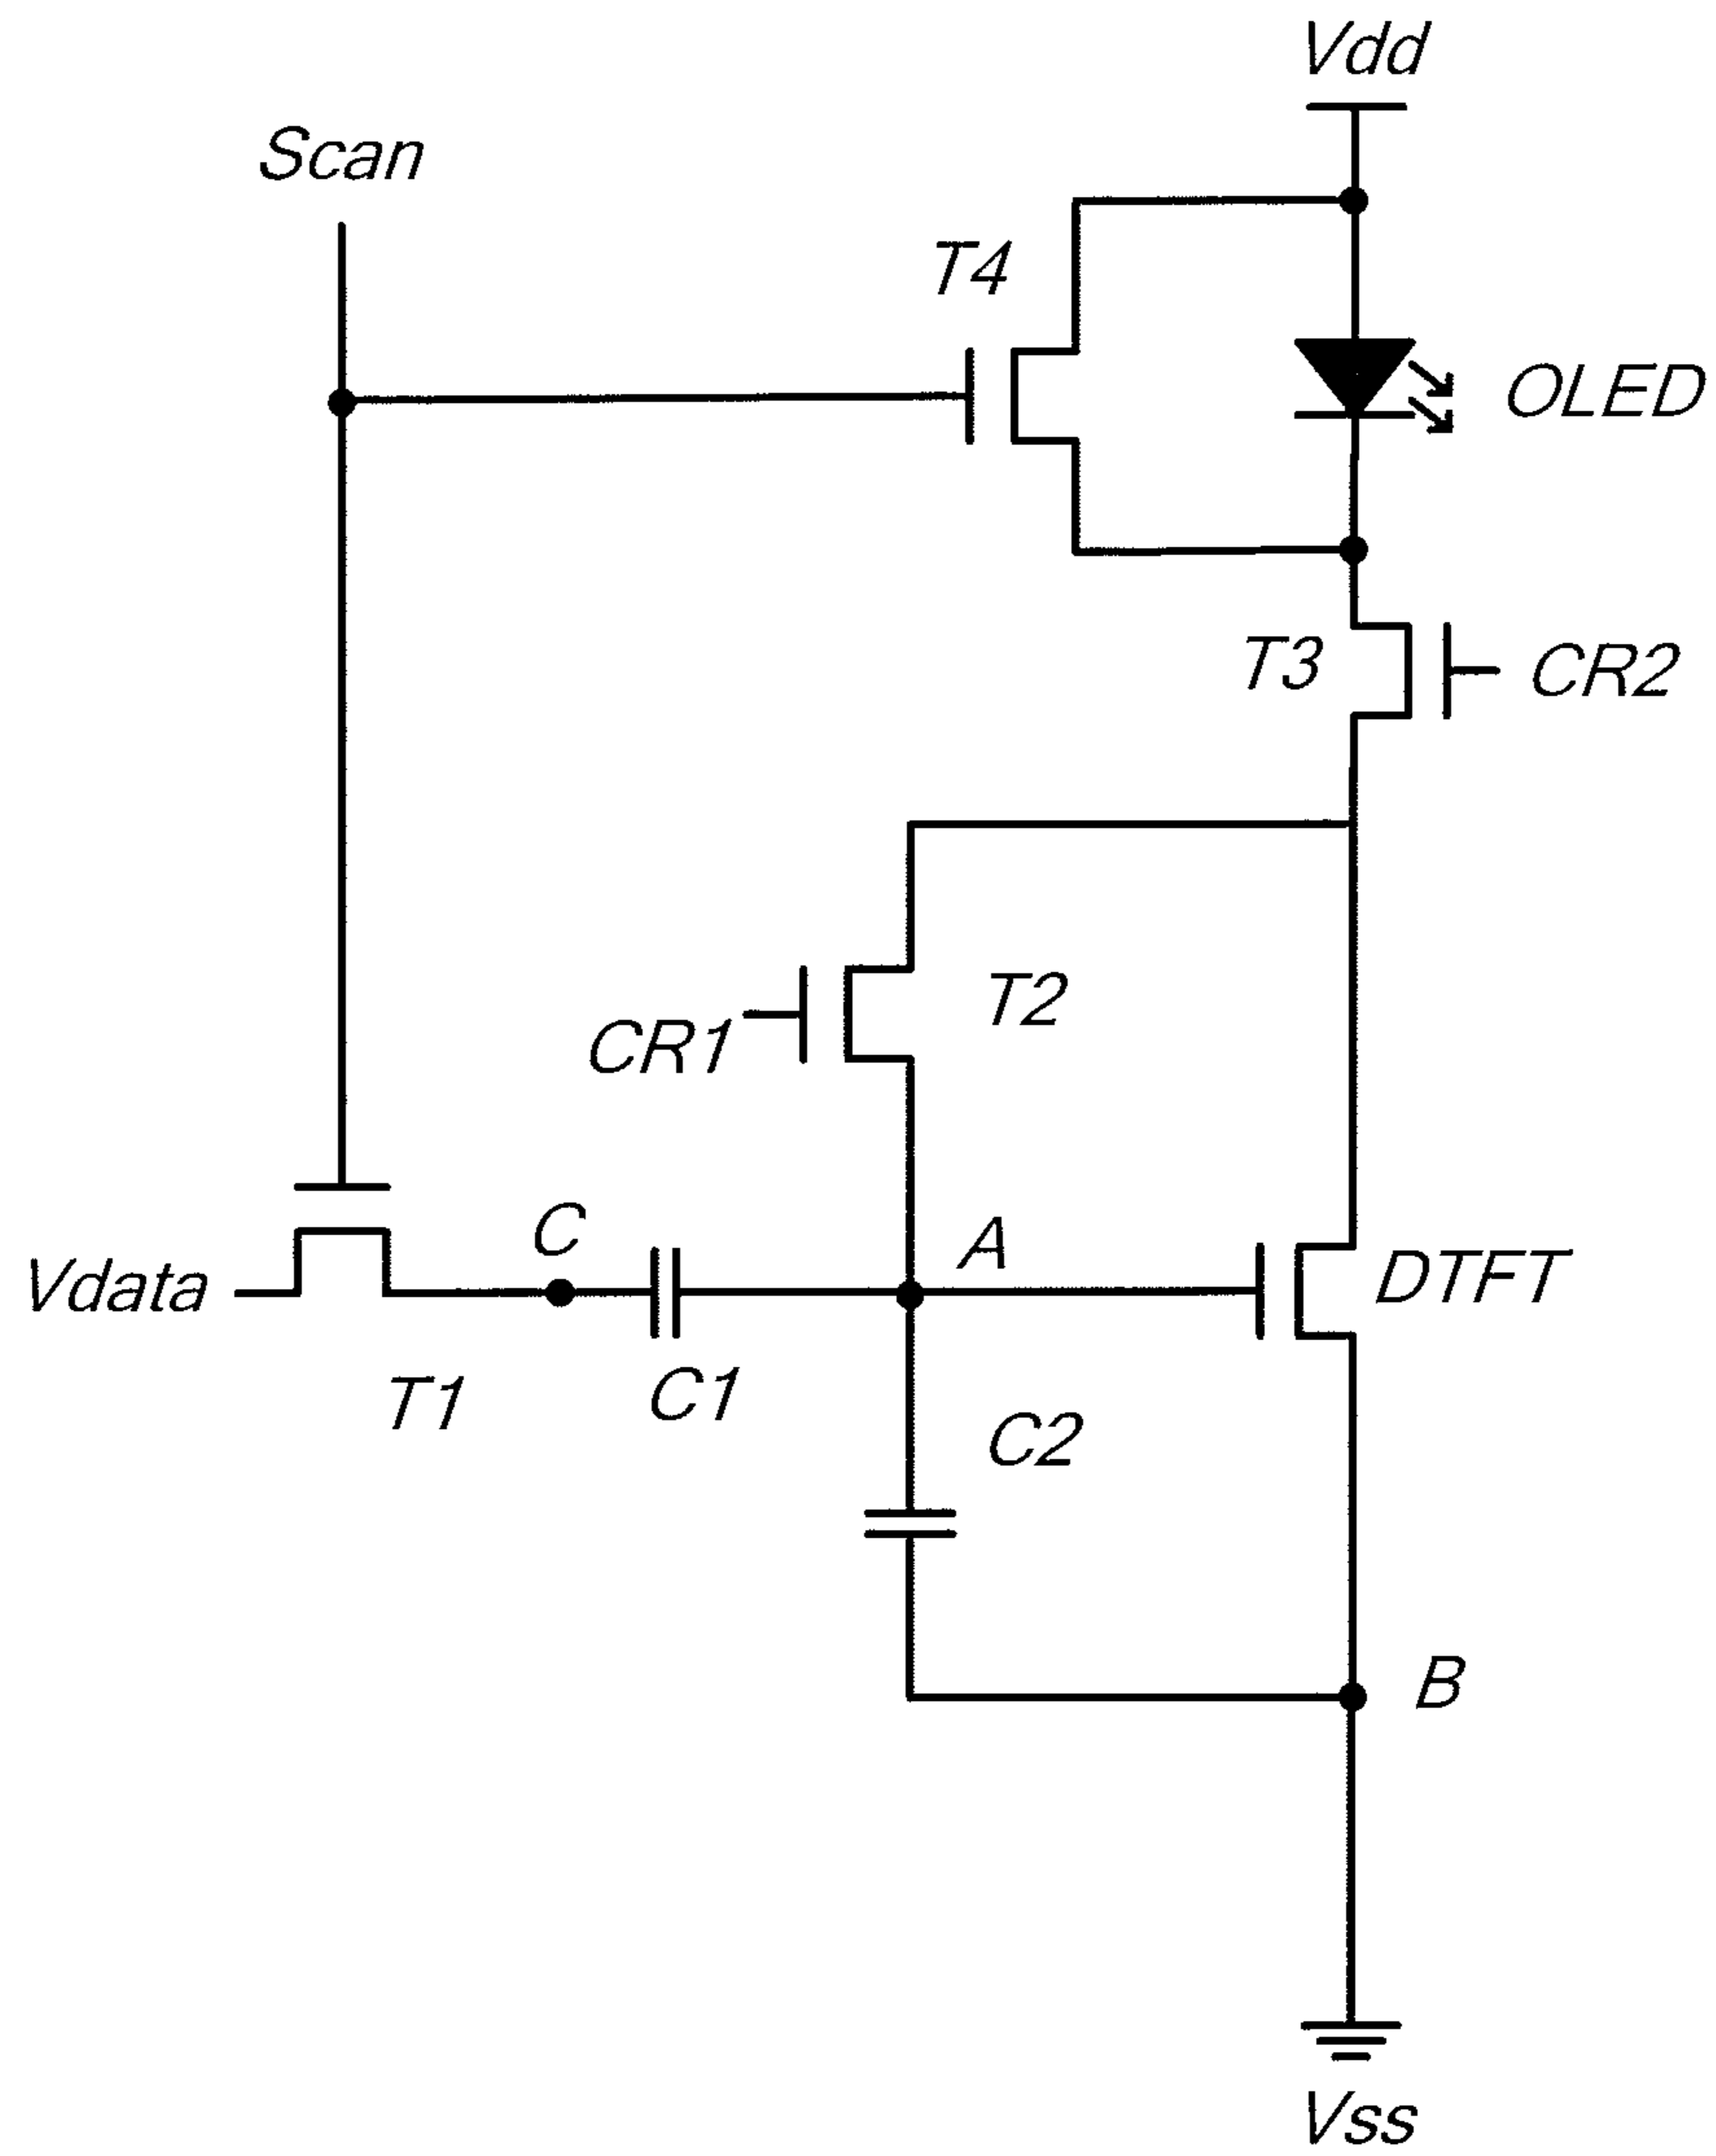 Vdd
Scan
T4
OLED
T3
CR2
T2
CR1
C
A
Vdata
DTFT
T1
C1
C2
B
Vss